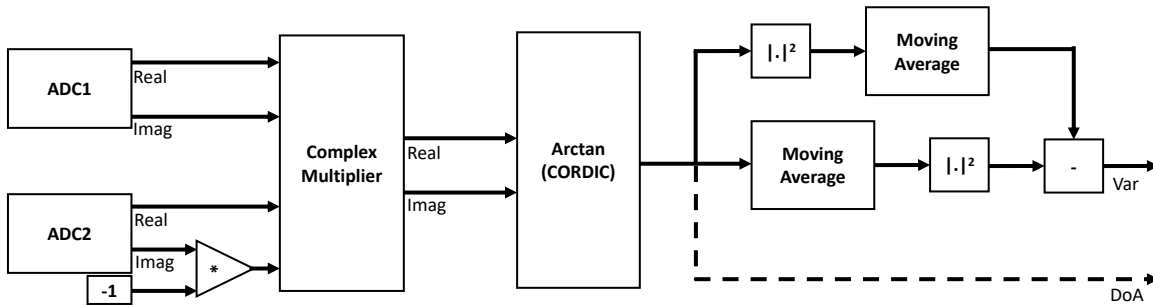 ADC1
Real
Imag
ADC2
Real
Imag
-1
*
Complex
Multiplier
Real
Imag
Arctan
(CORDIC)
|.|²
Moving
Average
Moving
Average
|.|²
-
Var
DoA